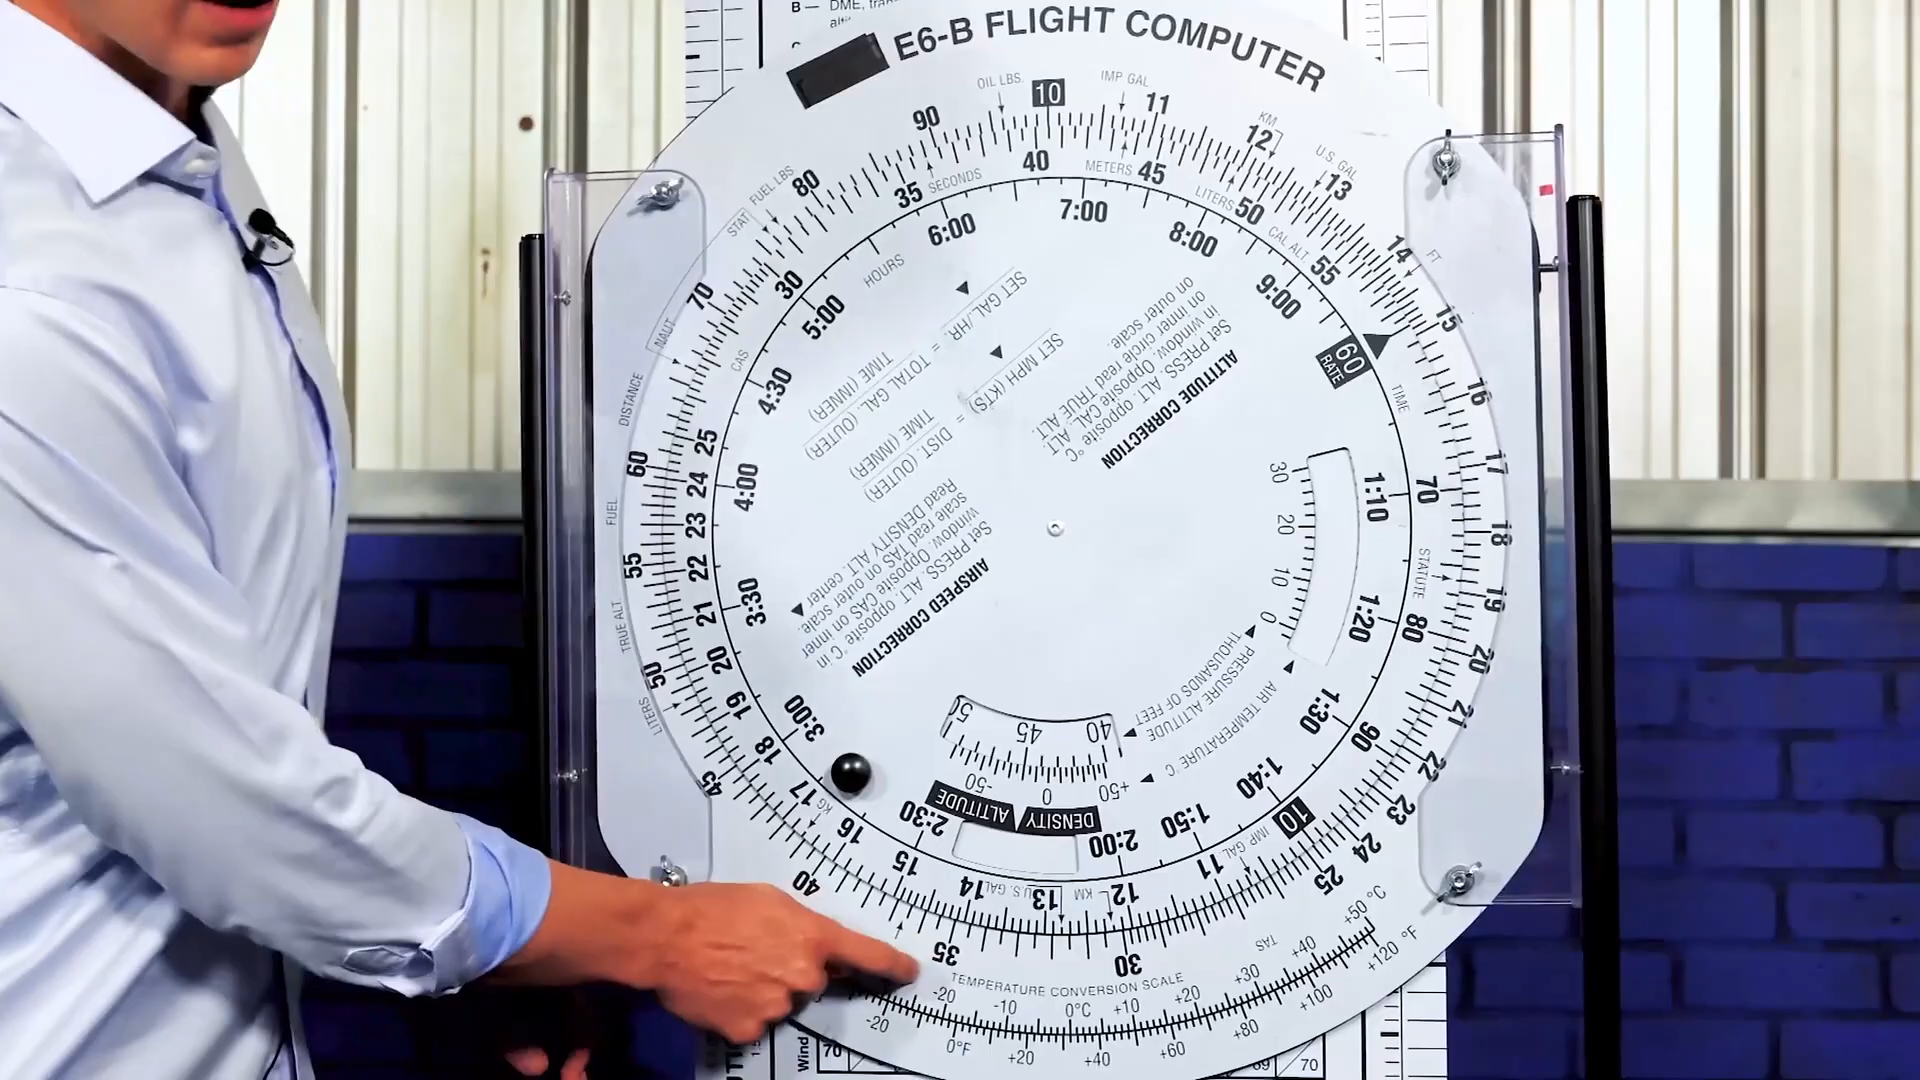 B — DME,
E6-B FLIGHT COMPUTER
OIL LBS.
10
IMP GAL
11
KM
12
U.S. GAL
13
14
FT
15
16
17
18
19
20
21
22
23
24
25
30
35
40
45
LITERS
50
TRUE ALT
55
FUEL
60
DISTANCE
NAUT
70
STAT
FUEL LBS
80
90
SECONDS
40
METERS
45
LITERS
50
CAL ALT.
55
60
RATE
TIME
70
STATUTE
80
90
10
IMP GAL
11
12
KM
13
U.S. GAL
14
15
16
KG
17
18
19
20
21
22
23
24
25
CAS
30
35
HOURS
6:00
7:00
8:00
9:00
1:10
1:20
1:30
1:40
1:50
2:00
2:30
3:00
3:30
4:00
4:30
5:00
SET GAL./HR. = TOTAL GAL. (OUTER)
TIME (INNER)
SET MPH (KTS) = DIST. (OUTER)
TIME (INNER)
ALTITUDE CORRECTION
Set PRESS. ALT. opposite °C
in window. Opposite CAL. ALT.
on inner circle read TRUE ALT.
on outer scale.
AIRSPEED CORRECTION
Set PRESS. ALT. opposite °C in
window. Opposite CAS on inner
scale read TAS on outer scale.
Read DENSITY ALT. center
30
20
10
0
PRESSURE ALTITUDE
THOUSANDS OF FEET
AIR TEMPERATURE °C
50
45
40
-50
0
+50
DENSITY
ALTITUDE
TAS
TEMPERATURE CONVERSION SCALE
-20
-10
0°C
+10
+20
+30
+40
+50 °C
-20
0°F
+20
+40
+60
+80
+100
+120 °F
Wind
70
69
70